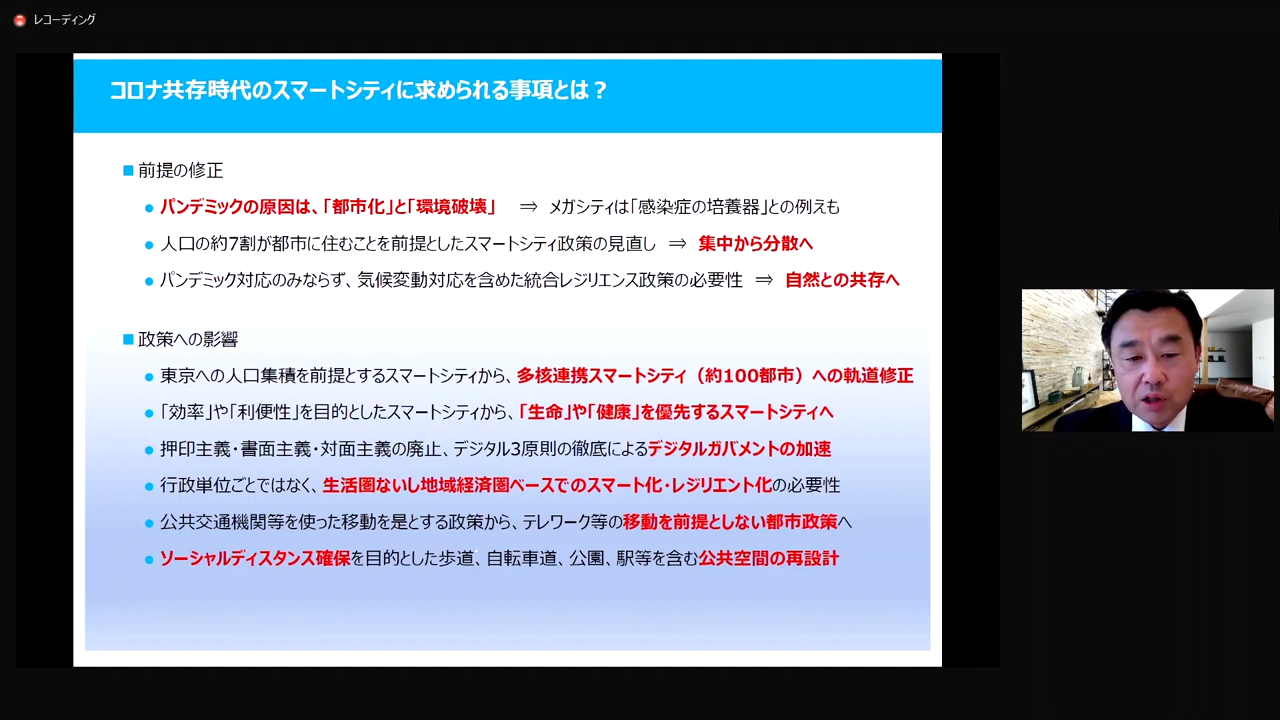 レコーディング
コロナ共存時代のスマートシティに求められる事項とは？
■前提の修正
●パンデミックの原因は、「都市化」と「環境破壊」 ⇒ メガシティは「感染症の培養器」との例えも
●人口の約7割が都市に住むことを前提としたスマートシティ政策の見直し ⇒ 集中から分散へ
●パンデミック対応のみならず、気候変動対応を含めた統合レジリエンス政策の必要性 ⇒ 自然との共存へ
■政策への影響
●東京への人口集積を前提とするスマートシティから、多核連携スマートシティ（約100都市）への軌道修正
●「効率」や「利便性」を目的としたスマートシティから、「生命」や「健康」を優先するスマートシティへ
●押印主義・書面主義・対面主義の廃止、デジタル3原則の徹底によるデジタルガバメントの加速
●行政単位ごとではなく、生活圏ないし地域経済圏ベースでのスマート化・レジリエント化の必要性
●公共交通機関等を使った移動を是とする政策から、テレワーク等の移動を前提としない都市政策へ
●ソーシャルディスタンス確保を目的とした歩道、自転車道、公園、駅等を含む公共空間の再設計